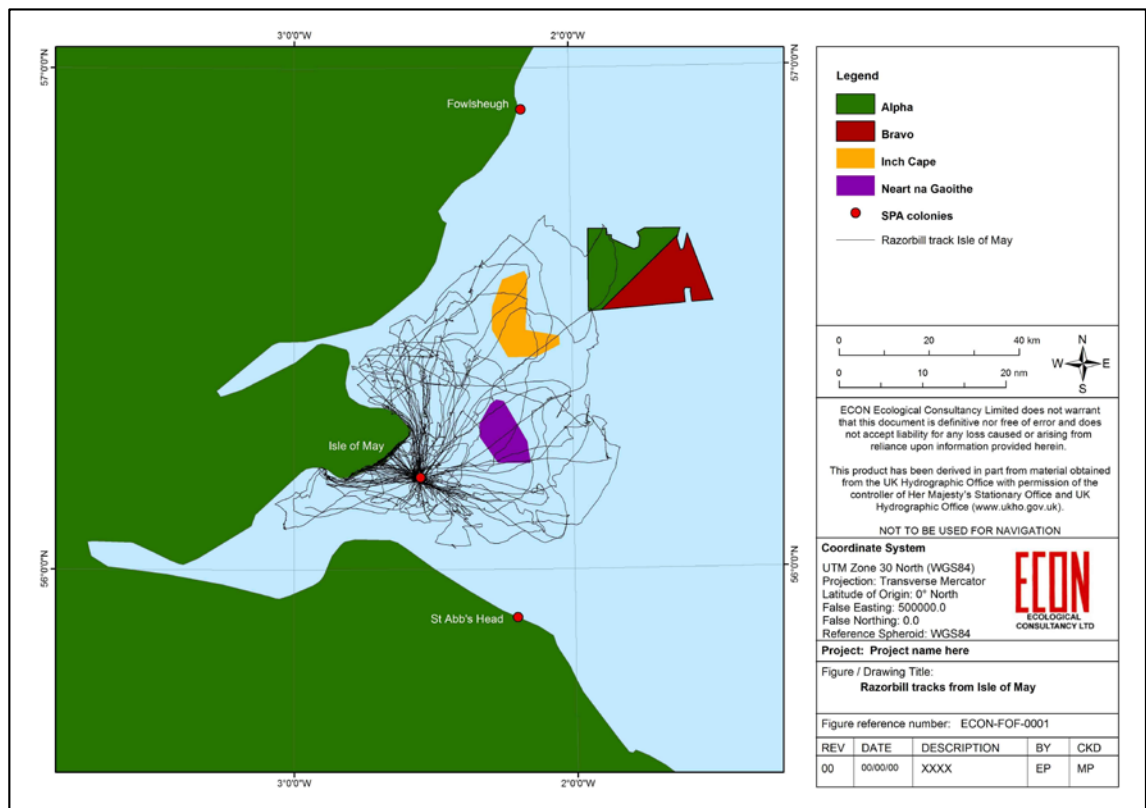 3°0'0"W
2°0'0"W
57°0'0"N
57°0'0"N
Fowlsheugh
Isle of May
St Abb's Head
56°0'0"N
56°0'0"N
3°0'0"W
2°0'0"W
Legend
Alpha
Bravo
Inch Cape
Neart na Gaoithe
SPA colonies
Razorbill track Isle of May
0 20 40 km
0 10 20 nm
N
W E
S
ECON Ecological Consultancy Limited does not warrant
that this document is definitive nor free of error and does
not accept liability for any loss caused or arising from
reliance upon information provided herein.
This product has been derived in part from material obtained
from the UK Hydrographic Office with permission of the
controller of Her Majesty's Stationary Office and UK
Hydrographic Office (www.ukho.gov.uk).
NOT TO BE USED FOR NAVIGATION
Coordinate System
UTM Zone 30 North (WGS84)
Projection: Transverse Mercator
Latitude of Origin: 0° North
False Easting: 500000.0
False Northing: 0.0
Reference Spheroid: WGS84
ECON
ECOLOGICAL
CONSULTANCY LTD
Project: Project name here
Figure / Drawing Title:
Razorbill tracks from Isle of May
Figure reference number: ECON-FOF-0001
REV DATE DESCRIPTION BY CKD
00 00/00/00 XXXX EP MP